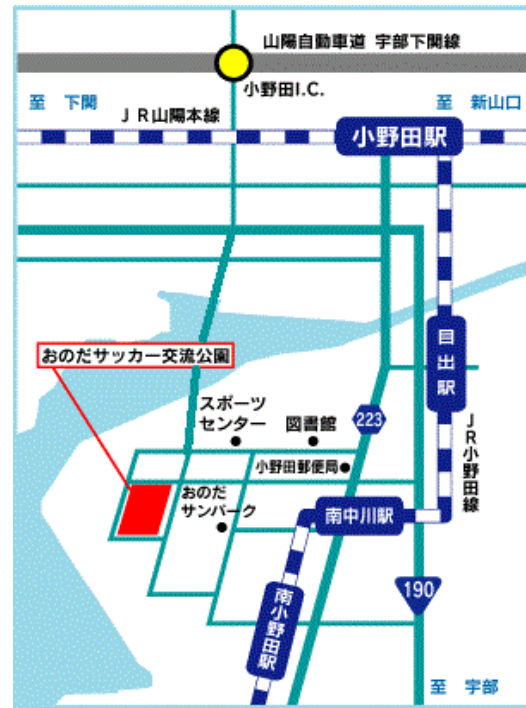 山陽自動車道 宇部下関線
小野田I.C.
至 下関
至 新山口
JR山陽本線
小野田駅
目出駅
おのだサッカー交流公園
スポーツ
センター
図書館
223
JR小野田線
小野田郵便局
おのだ
サンパーク
南中川駅
南小野田駅
190
至 宇部